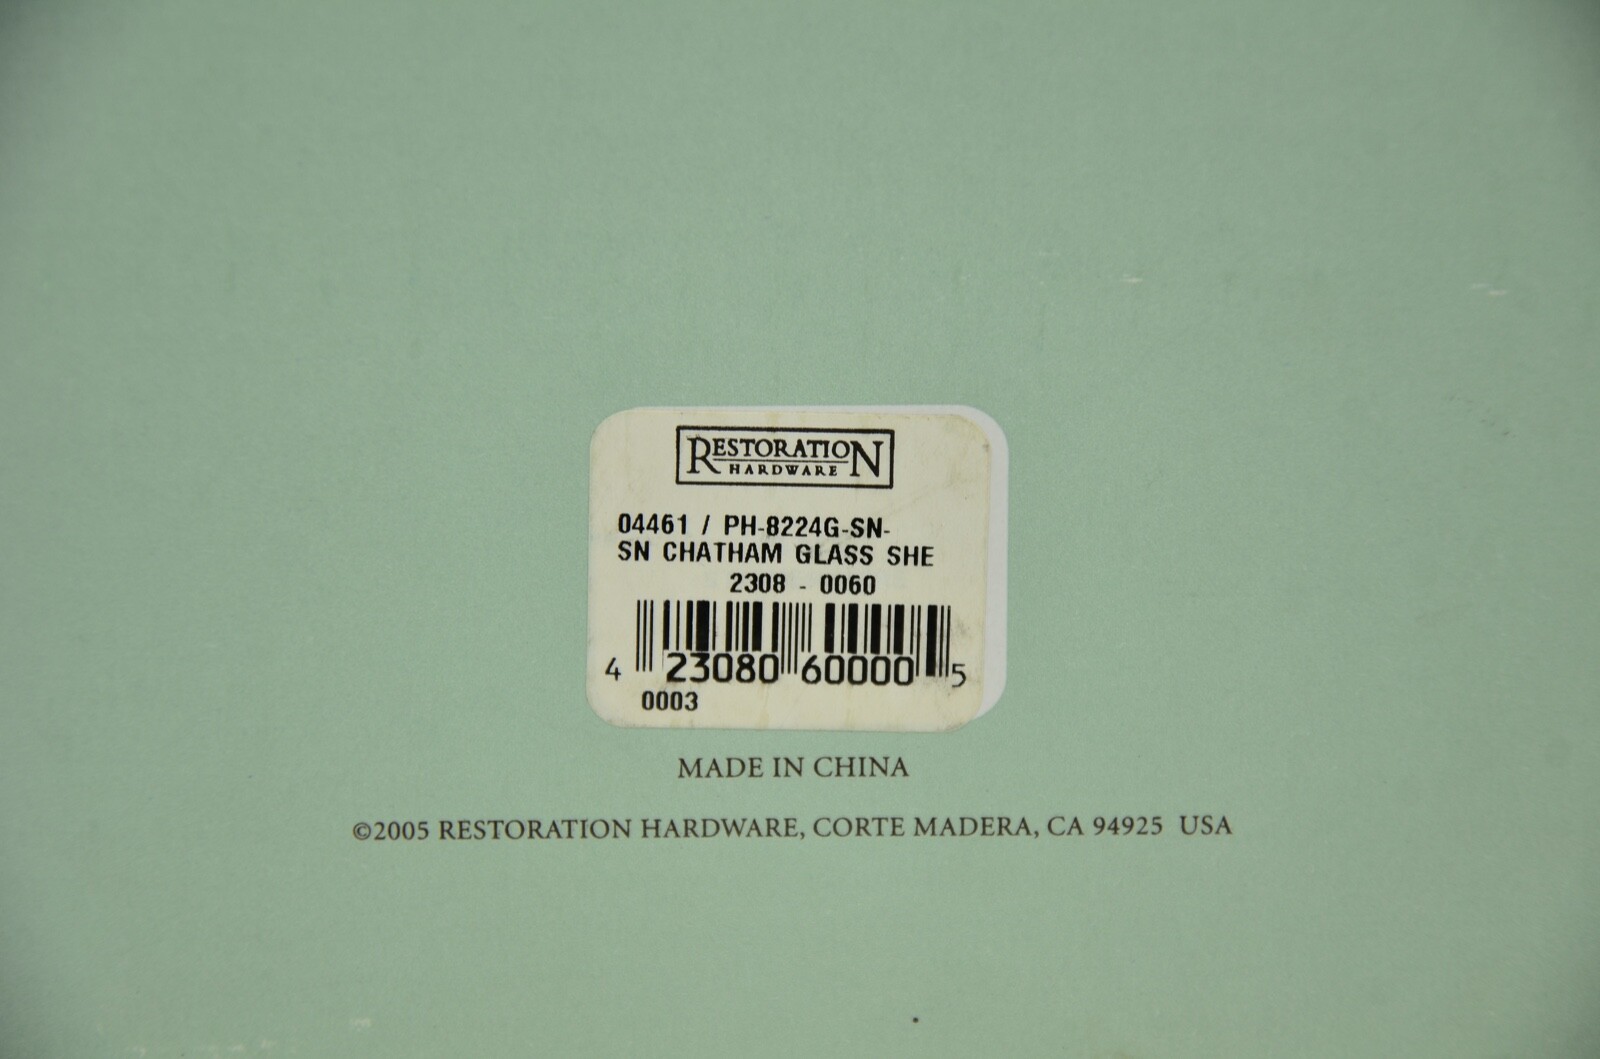 RESTORATION
HARDWARE
04461 / PH-8224G-SN-
SN CHATHAM GLASS SHE
2308 - 0060
4 23080 60000 5
0003
MADE IN CHINA
©2005 RESTORATION HARDWARE, CORTE MADERA, CA 94925 USA